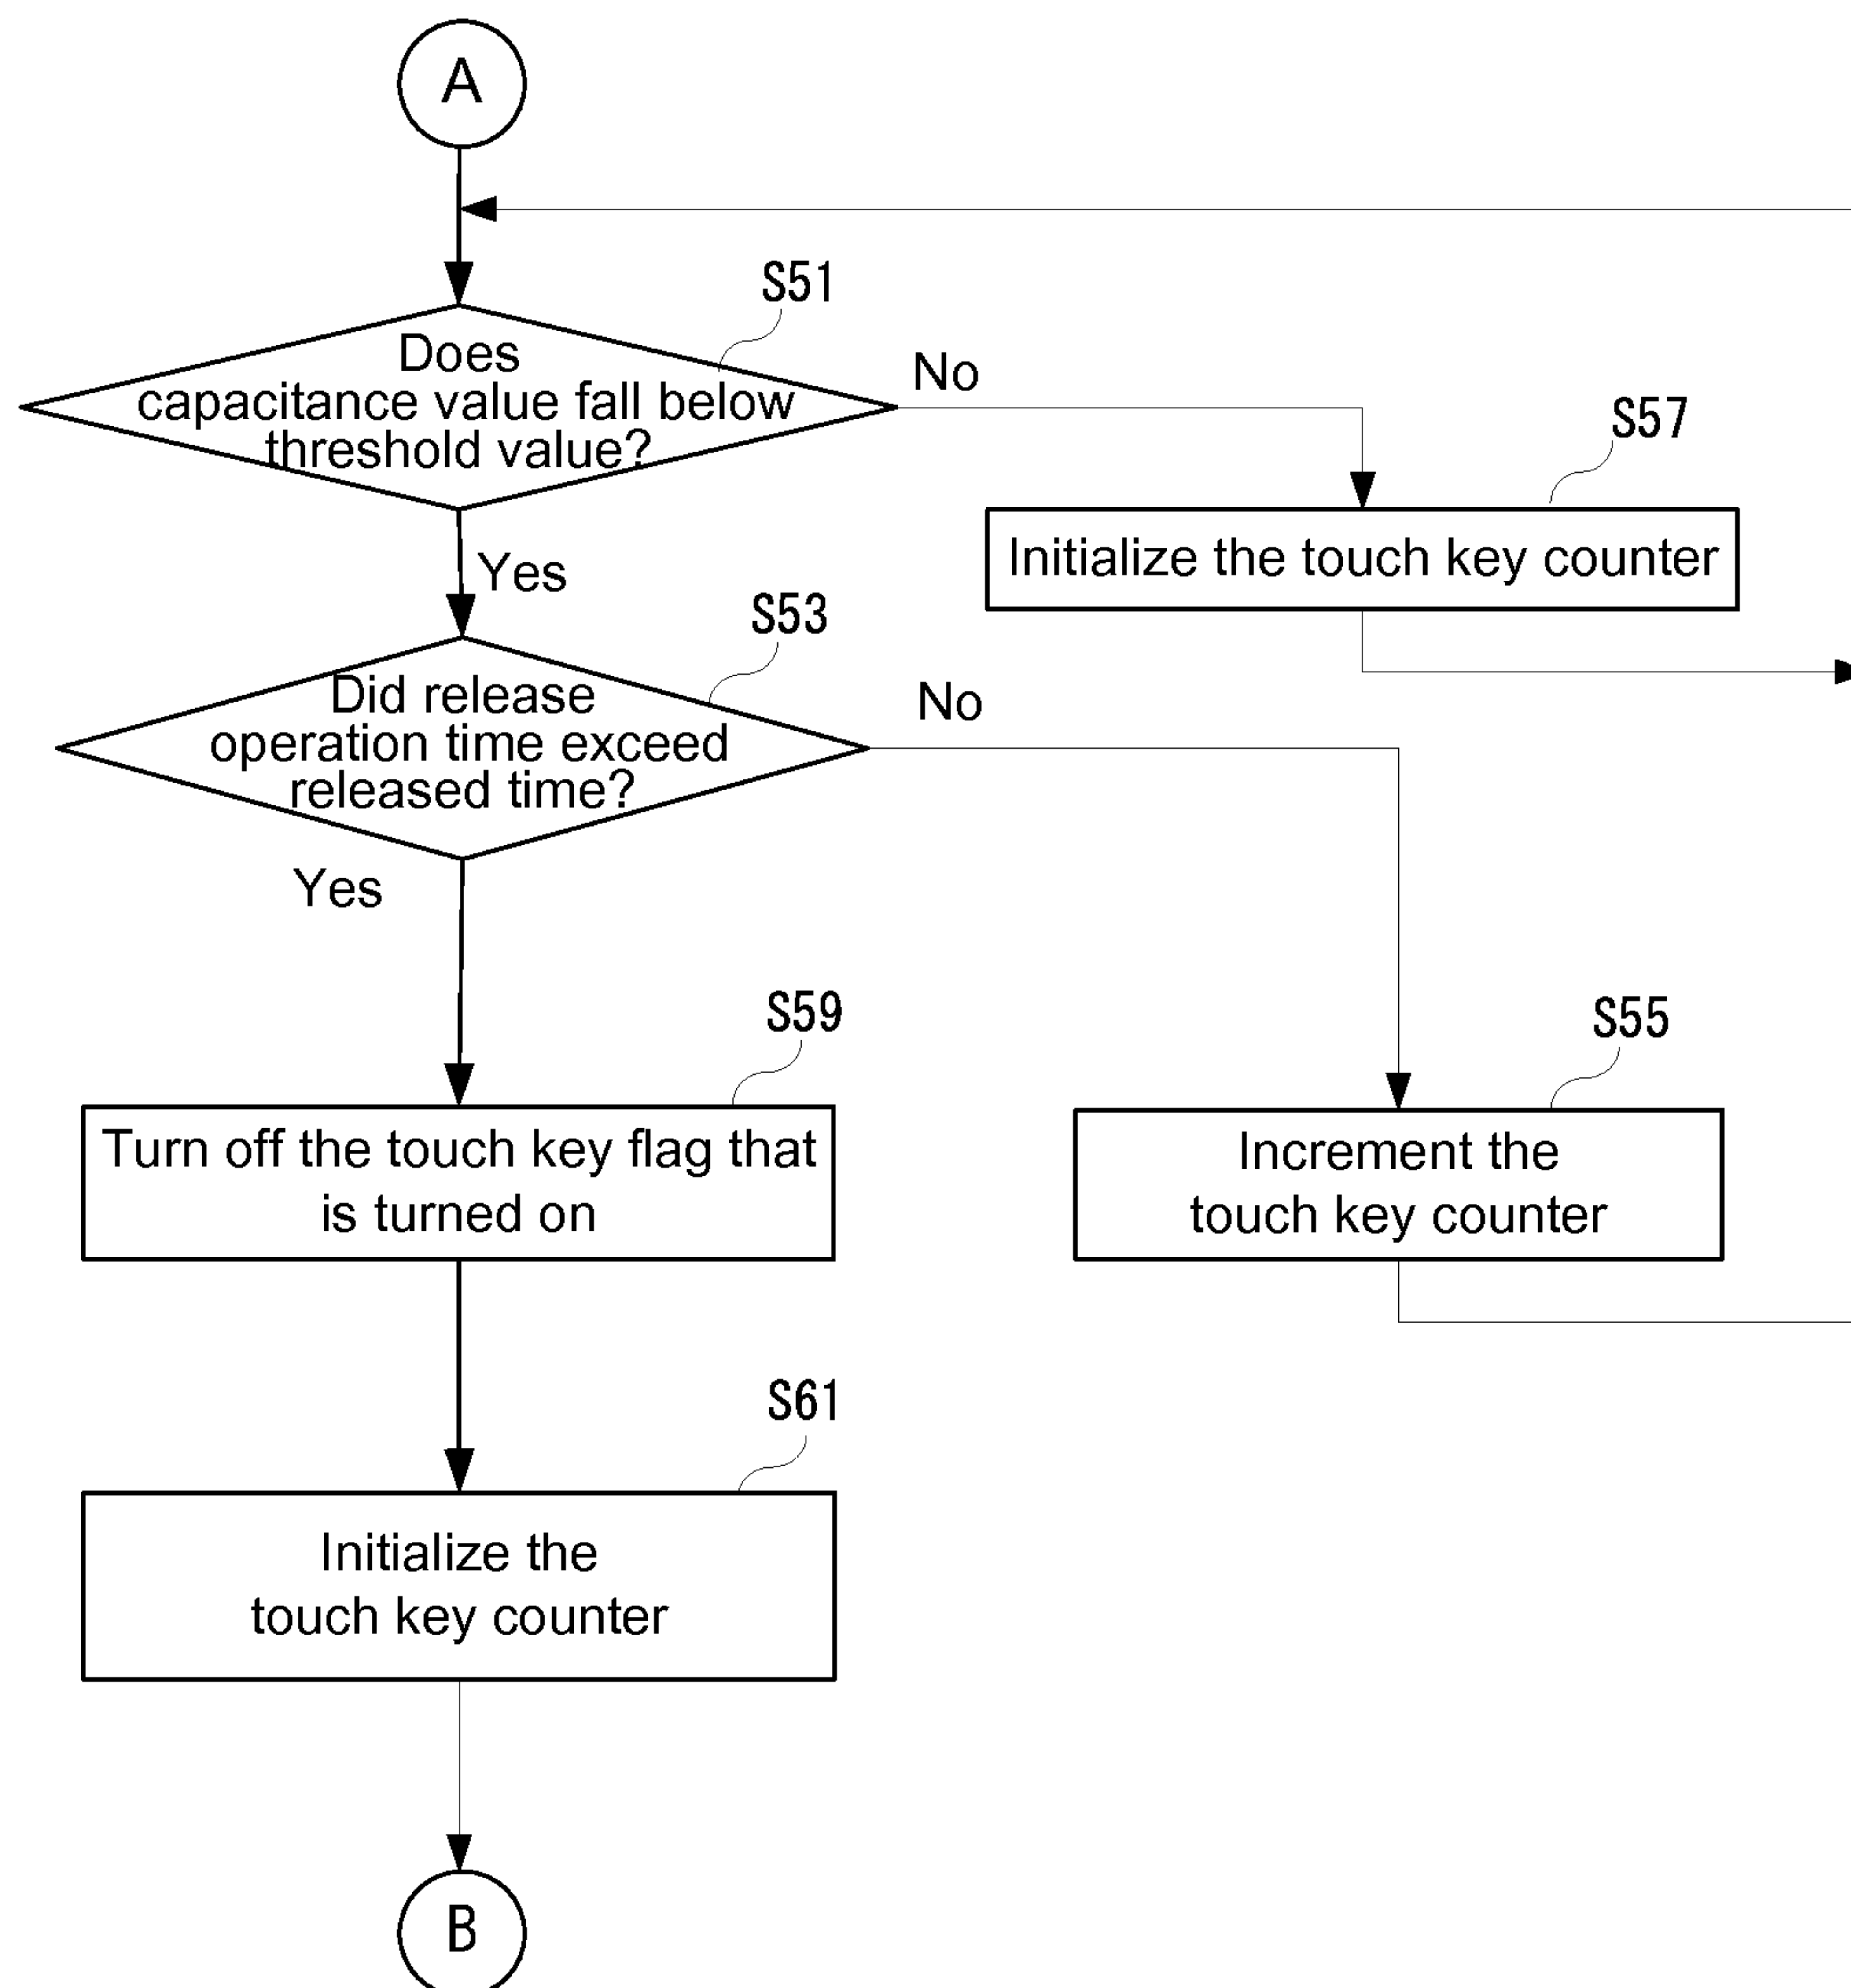 A
S51
Does
capacitance value fall below
threshold value?
No
S57
Initialize the touch key counter
Yes
S53
Did release
operation time exceed
released time?
No
Yes
S59
Turn off the touch key flag that
is turned on
S55
Increment the
touch key counter
S61
Initialize the
touch key counter
B